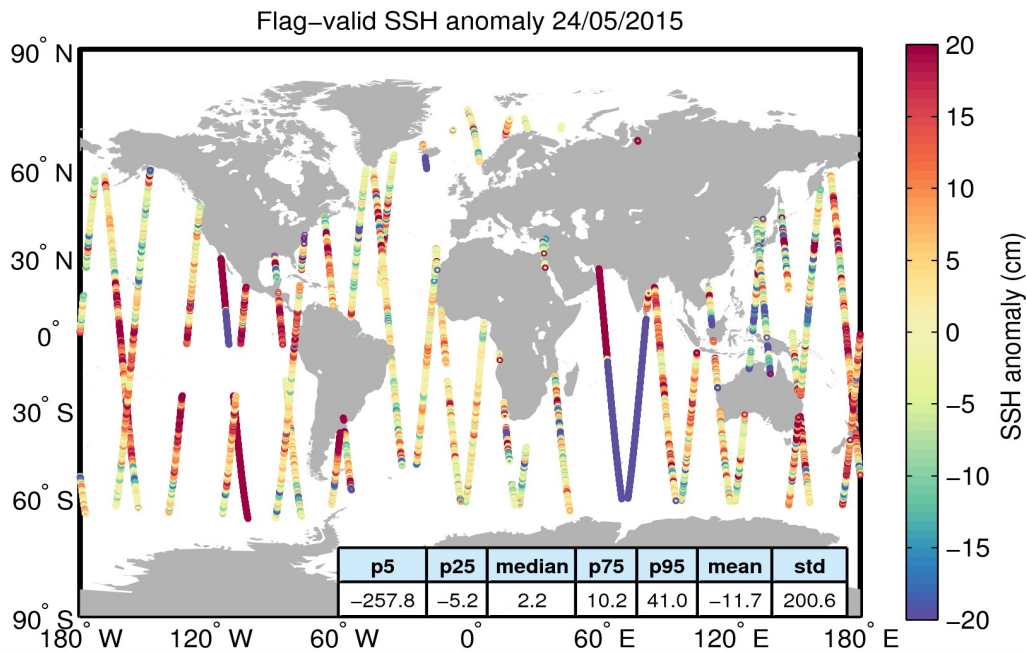 Flag−valid SSH anomaly 24/05/2015
90° N
60° N
30° N
0°
30° S
60° S
90° S
180° W
120° W
60° W
0°
60° E
120° E
180° E
p5 p25 median p75 p95 mean std
−257.8 −5.2 2.2 10.2 41.0 −11.7 200.6
20
15
10
5
0
−5
−10
−15
−20
SSH anomaly (cm)